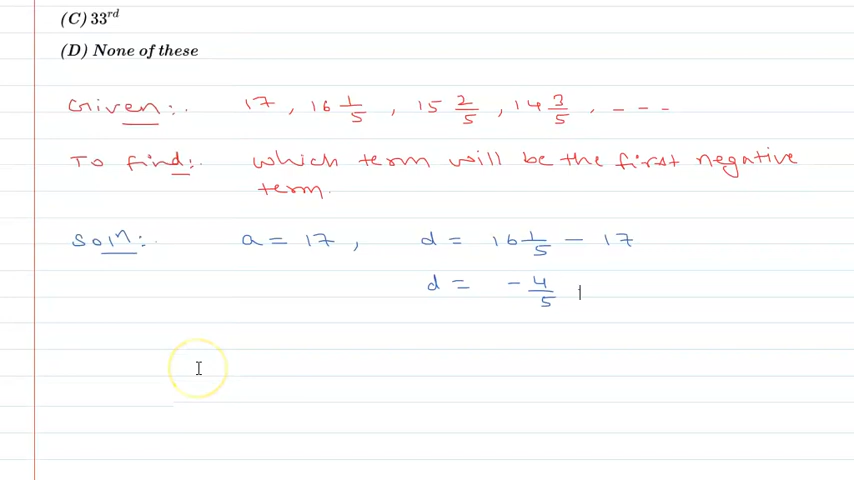 (C) 33rd
(D) None of these
Given:- 17, 16 1/5, 15 2/5, 14 3/5, - - -
To find:- Which term will be the first negative
term.
Soln:- a = 17, d = 16 1/5 - 17
d = - 4/5